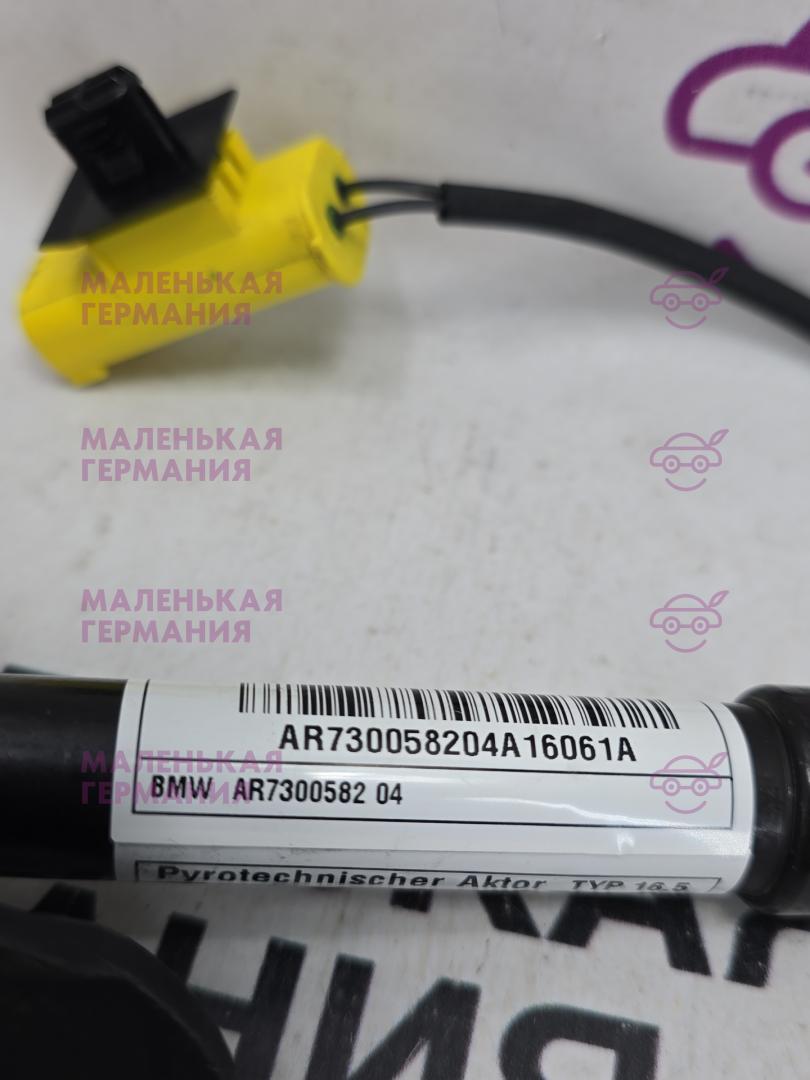 МАЛЕНЬКАЯ
ГЕРМАНИЯ
МАЛЕНЬКАЯ
ГЕРМАНИЯ
МАЛЕНЬКАЯ
ГЕРМАНИЯ
AR730058204A16061A
BMW AR7300582 04
МАЛЕНЬКАЯ
ГЕРМАНИЯ
Pyrotechnischer Aktor TYP 16.5